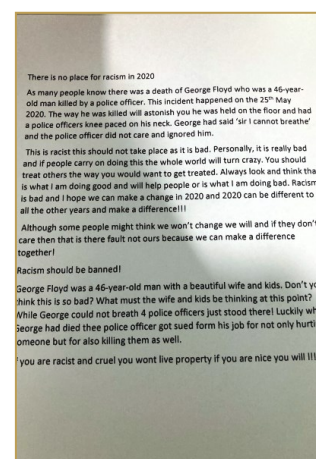 There is no place for racism in 2020
As many people know there was a death of George Floyd who was a 46-year-
old man killed by a police officer. This incident happened on the 25th May
2020. The way he was killed will astonish you he was held on the floor and had
a police officers knee paced on his neck. George had said 'sir I cannot breathe'
and the police officer did not care and ignored him.
This is racist this should not take place as it is bad. Personally, it is really bad
and if people carry on doing this the whole world will turn crazy. You should
treat others the way you would want to get treated. Always look and think tha
is what I am doing good and will help people or is what I am doing bad. Racism
is bad and I hope we can make a change in 2020 and 2020 can be different to
all the other years and make a difference!!!
Although some people might think we won't change we will and if they don't
care then that is there fault not ours because we can make a difference
together!
Racism should be banned!
George Floyd was a 46-year-old man with a beautiful wife and kids. Don't yo
think this is so bad? What must the wife and kids be thinking at this point?
While George could not breath 4 police officers just stood there! Luckily wh
George had died thee police officer got sued form his job for not only hurti
omeone but for also killing them as well.
f you are racist and cruel you wont live property if you are nice you will !!!